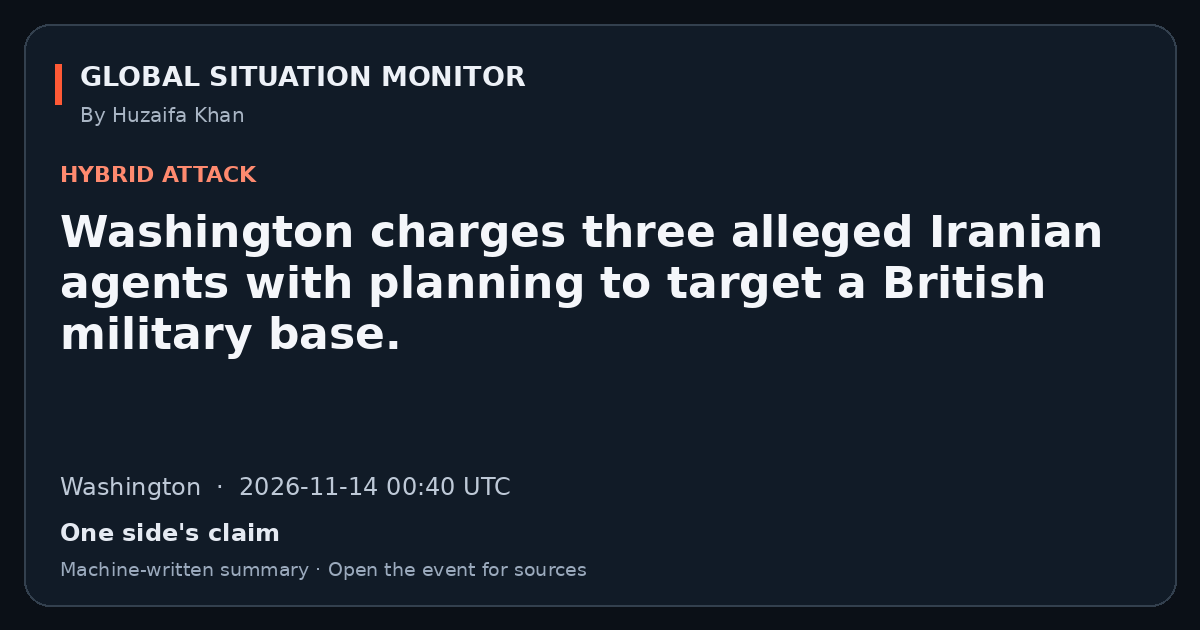 GLOBAL SITUATION MONITOR
By Huzaifa Khan
HYBRID ATTACK
Washington charges three alleged Iranian
agents with planning to target a British
military base.
Washington · 2026-11-14 00:40 UTC
One side's claim
Machine-written summary · Open the event for sources